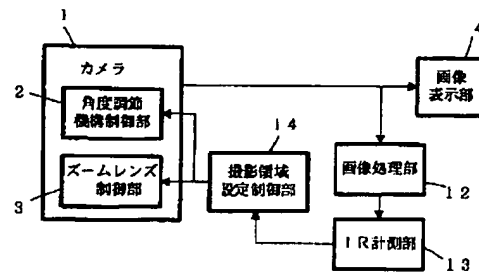 1
カメラ
2
角度調節
機構制御部
3
ズームレンズ
制御部
14
撮影領域
設定制御部
4
画像
表示部
画像処理部
12
IR計測部
13